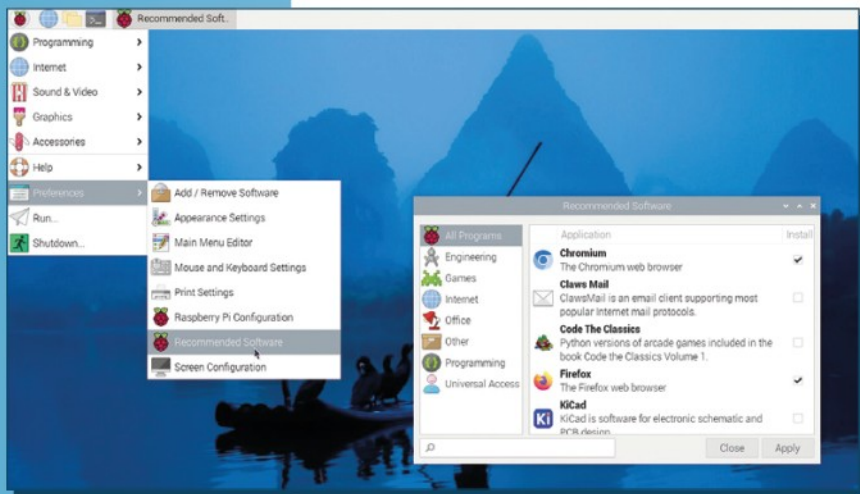 Recommended Soft..
Programming
Internet
Sound & Video
Graphics
Accessories
Help
Preferences
Run...
Shutdown...
Add / Remove Software
Appearance Settings
Main Menu Editor
Mouse and Keyboard Settings
Print Settings
Raspberry Pi Configuration
Recommended Software
Screen Configuration
Recommended Software
All Programs
Engineering
Games
Internet
Office
Other
Programming
Universal Access
Application Install
Chromium
The Chromium web browser
Claws Mail
ClawsMail is an email client supporting most
popular Internet mail protocols.
Code The Classics
Python versions of arcade games included in the
book Code the Classics Volume 1.
Firefox
The Firefox web browser
KiCad
Ki
KiCad is software for electronic schematic and
PCB design
Close Apply